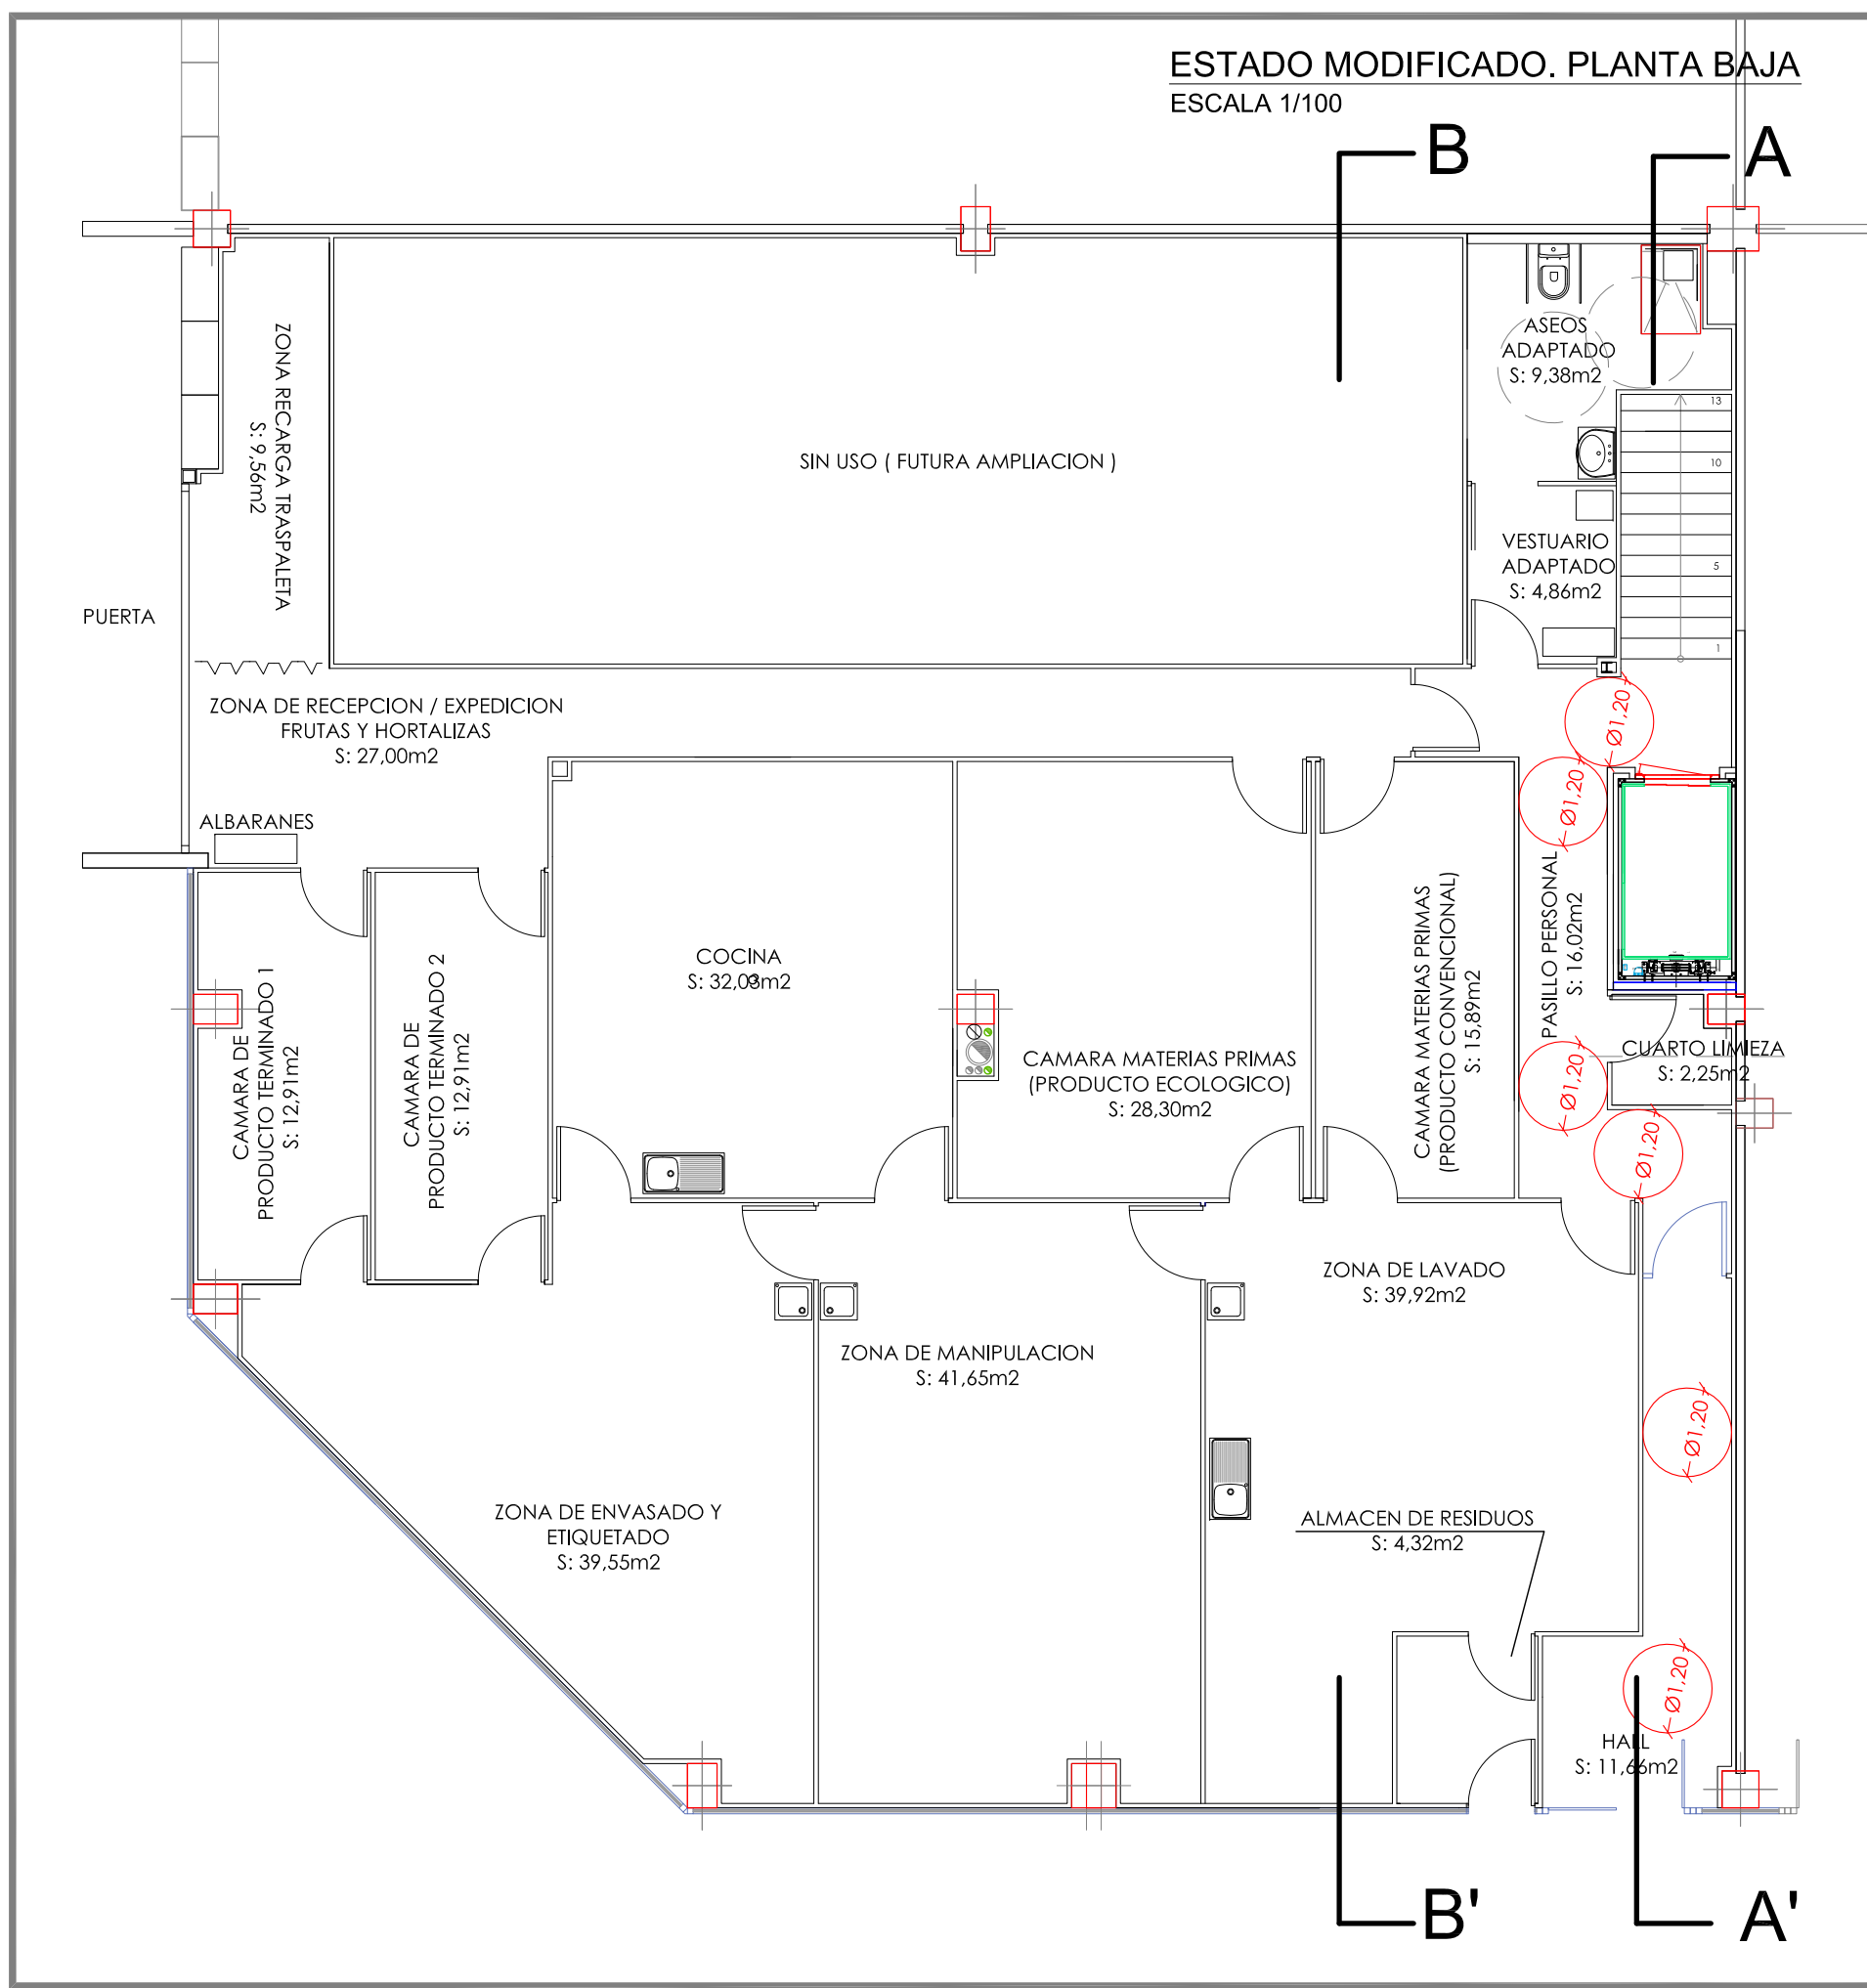 ESTADO MODIFICADO. PLANTA BAJA
ESCALA 1/100
B
A
ASEOS
ADAPTADO
S: 9,38m2
13
10
5
1
ZONA RECARGA TRASPALETA
S: 9,56m2
SIN USO ( FUTURA AMPLIACION )
VESTUARIO
ADAPTADO
S: 4,86m2
PUERTA
ZONA DE RECEPCION / EXPEDICION
FRUTAS Y HORTALIZAS
S: 27,00m2
Ø1,20
Ø1,20
ALBARANES
CAMARA DE
PRODUCTO TERMINADO 1
S: 12,91m2
CAMARA DE
PRODUCTO TERMINADO 2
S: 12,91m2
COCINA
S: 32,03m2
CAMARA MATERIAS PRIMAS
(PRODUCTO ECOLOGICO)
S: 28,30m2
CAMARA MATERIAS PRIMAS
(PRODUCTO CONVENCIONAL)
S: 15,89m2
PASILLO PERSONAL
S: 16,02m2
CUARTO LIMIEZA
S: 2,25m2
Ø1,20
Ø1,20
ZONA DE LAVADO
S: 39,92m2
ZONA DE MANIPULACION
S: 41,65m2
Ø1,20
ZONA DE ENVASADO Y
ETIQUETADO
S: 39,55m2
ALMACEN DE RESIDUOS
S: 4,32m2
Ø1,20
HALL
S: 11,66m2
B'
A'